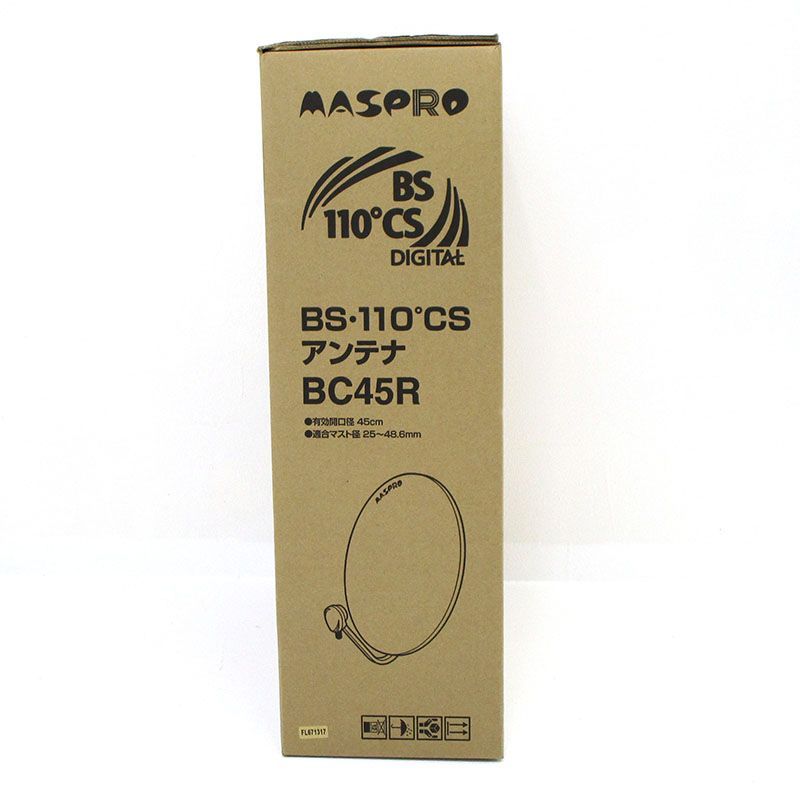 MASPRO
BS
110°CS
DIGITAL
BS・110°CS
アンテナ
BC45R
●有効開口径 45cm
●適合マスト径 25〜48.6mm
MASPRO
FL671317